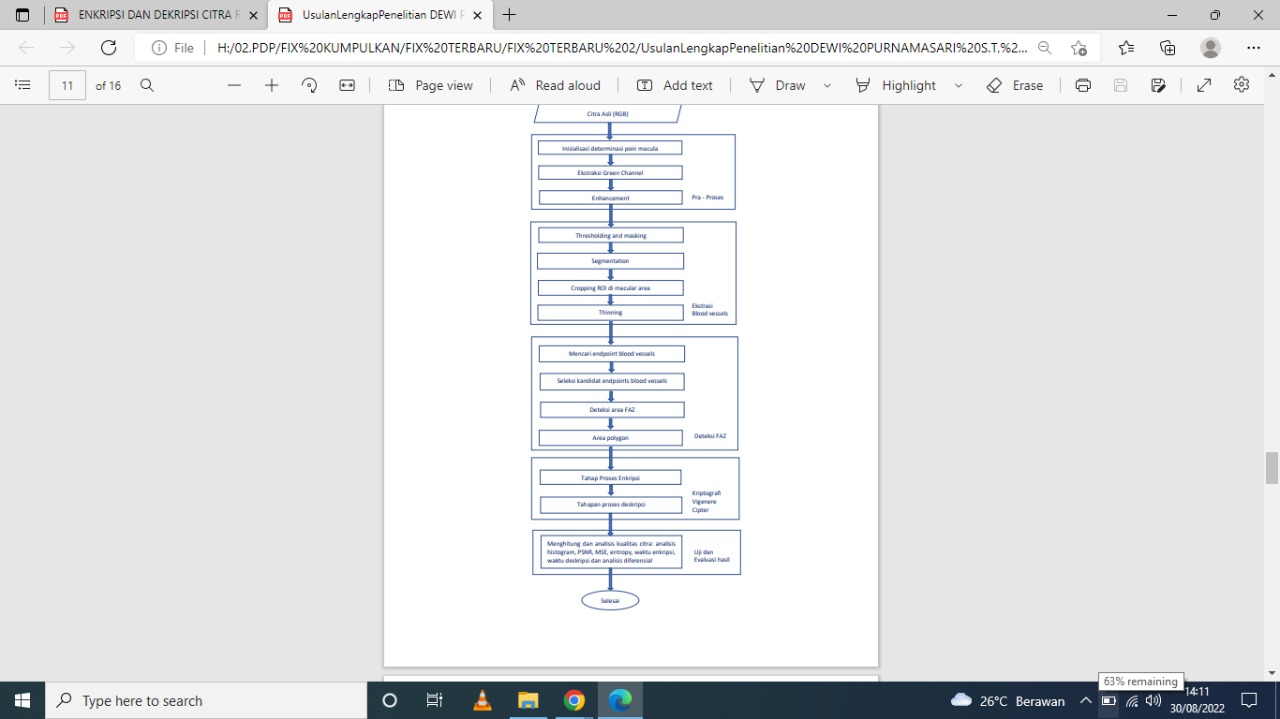 ENKRIPSI DAN DEKRIPSI CITRA
UsulanLengkapPenelitian DEWI
File
H:/02.PDP/FIX%20KUMPULKAN/FIX%20TERBARU/FIX%20TERBARU%202/UsulanLengkapPenelitian%20DEWI%20PURNAMASARI%20S.T,%2...
11 of 16
Page view
Read aloud
Add text
Draw
Highlight
Erase
Citra Asli (RGB)
Inisialisasi determinasi poin macula
Ekstraksi Green Channel
Enhancement
Pra - Proses
Thresholding and masking
Segmentation
Cropping ROI di macular area
Thinning
Ekstrasi
Blood vessels
Mencari endpoint blood vessels
Seleksi kandidat endpoints blood vessels
Deteksi area FAZ
Area polygon
Deteksi FAZ
Tahap Proses Enkripsi
Tahapan proses deskripsi
Kriptografi
Vigenere
Cipter
Menghitung dan analisis kualitas citra: analisis
histogram, PSNR, MSE, entropy, waktu enkripsi,
waktu deskripsi dan analisis diferensial
Uji dan
Evaluasi hasil
Selesai
63% remaining
Type here to search
26°C Berawan
14:11
30/08/2022